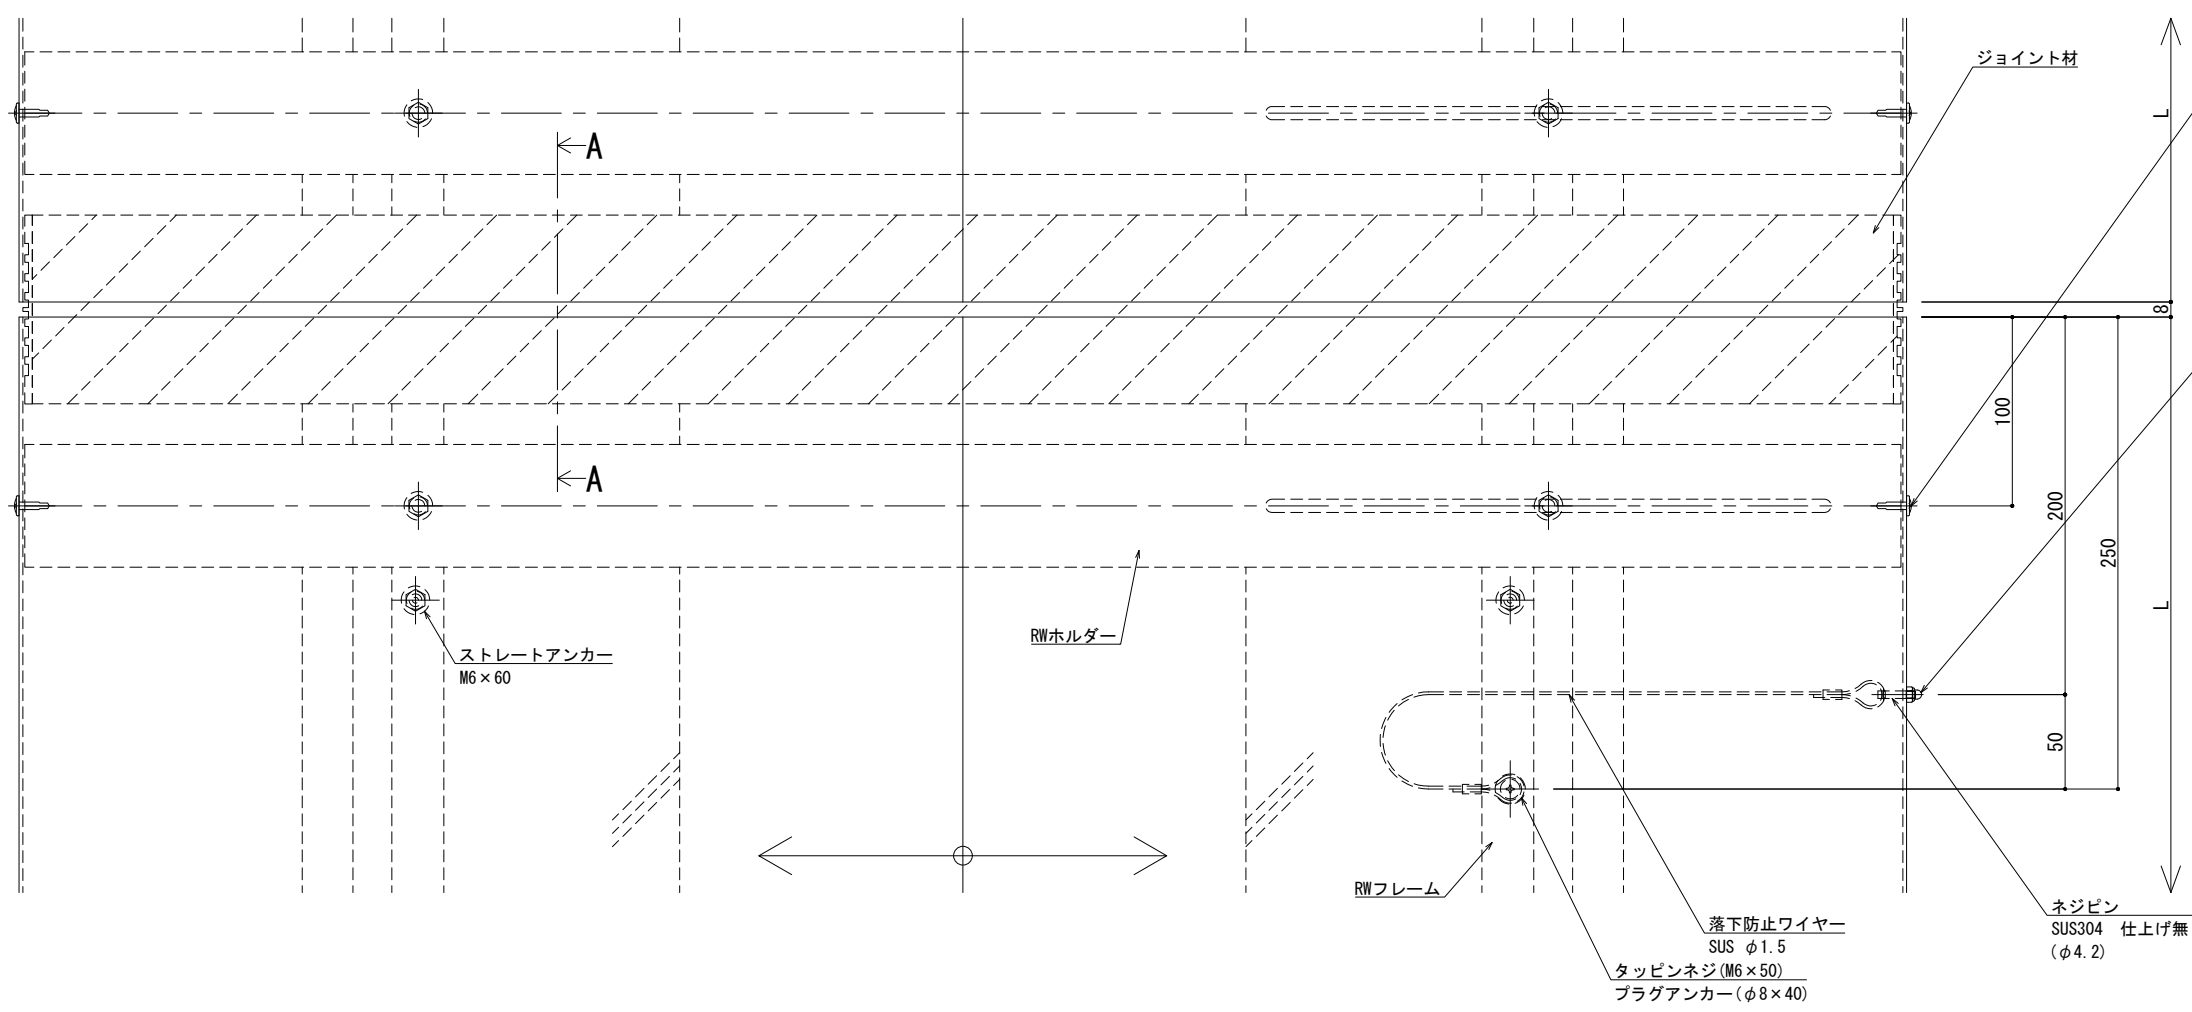 ジョイント材
L
A
8
100
A
200
250
L
RWホルダー
ストレートアンカー
M6×60
50
RWフレーム
ネジピン
SUS304 仕上げ無
(φ4.2)
落下防止ワイヤー
SUS φ1.5
タッピンネジ(M6×50)
プラグアンカー(φ8×40)